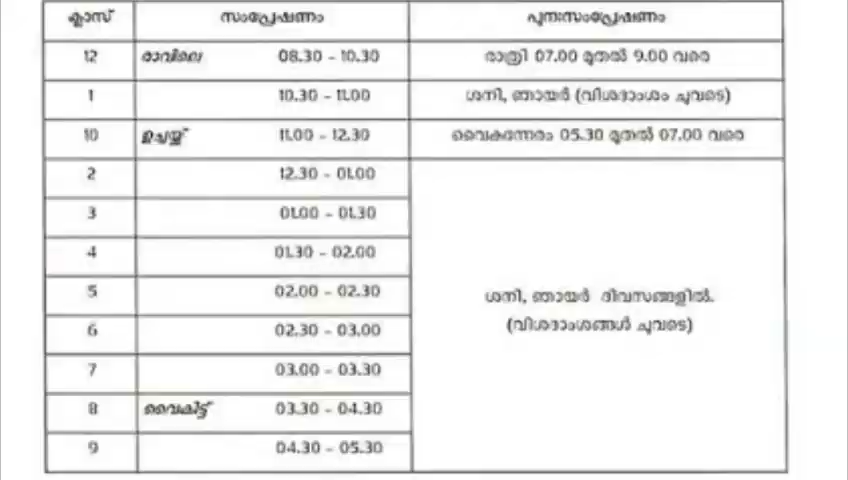 ക്ലാസ് സംപ്രേഷണം പുനഃസംപ്രേഷണം
12 രാവിലെ 08.30 - 10.30 രാത്രി 07.00 മുതൽ 9.00 വരെ
1 10.30 - 11.00 ശനി, ഞായർ (വിശദാംശം ചുവടെ)
10 ഉച്ചയ്ക്ക് 11.00 - 12.30 വൈകുന്നേരം 05.30 മുതൽ 07.00 വരെ
2 12.30 - 01.00
3 01.00 - 01.30
4 01.30 - 02.00
5 02.00 - 02.30
ശനി, ഞായർ ദിവസങ്ങളിൽ.
(വിശദാംശങ്ങൾ ചുവടെ)
6 02.30 - 03.00
7 03.00 - 03.30
8 വൈകിട്ട് 03.30 - 04.30
9 04.30 - 05.30